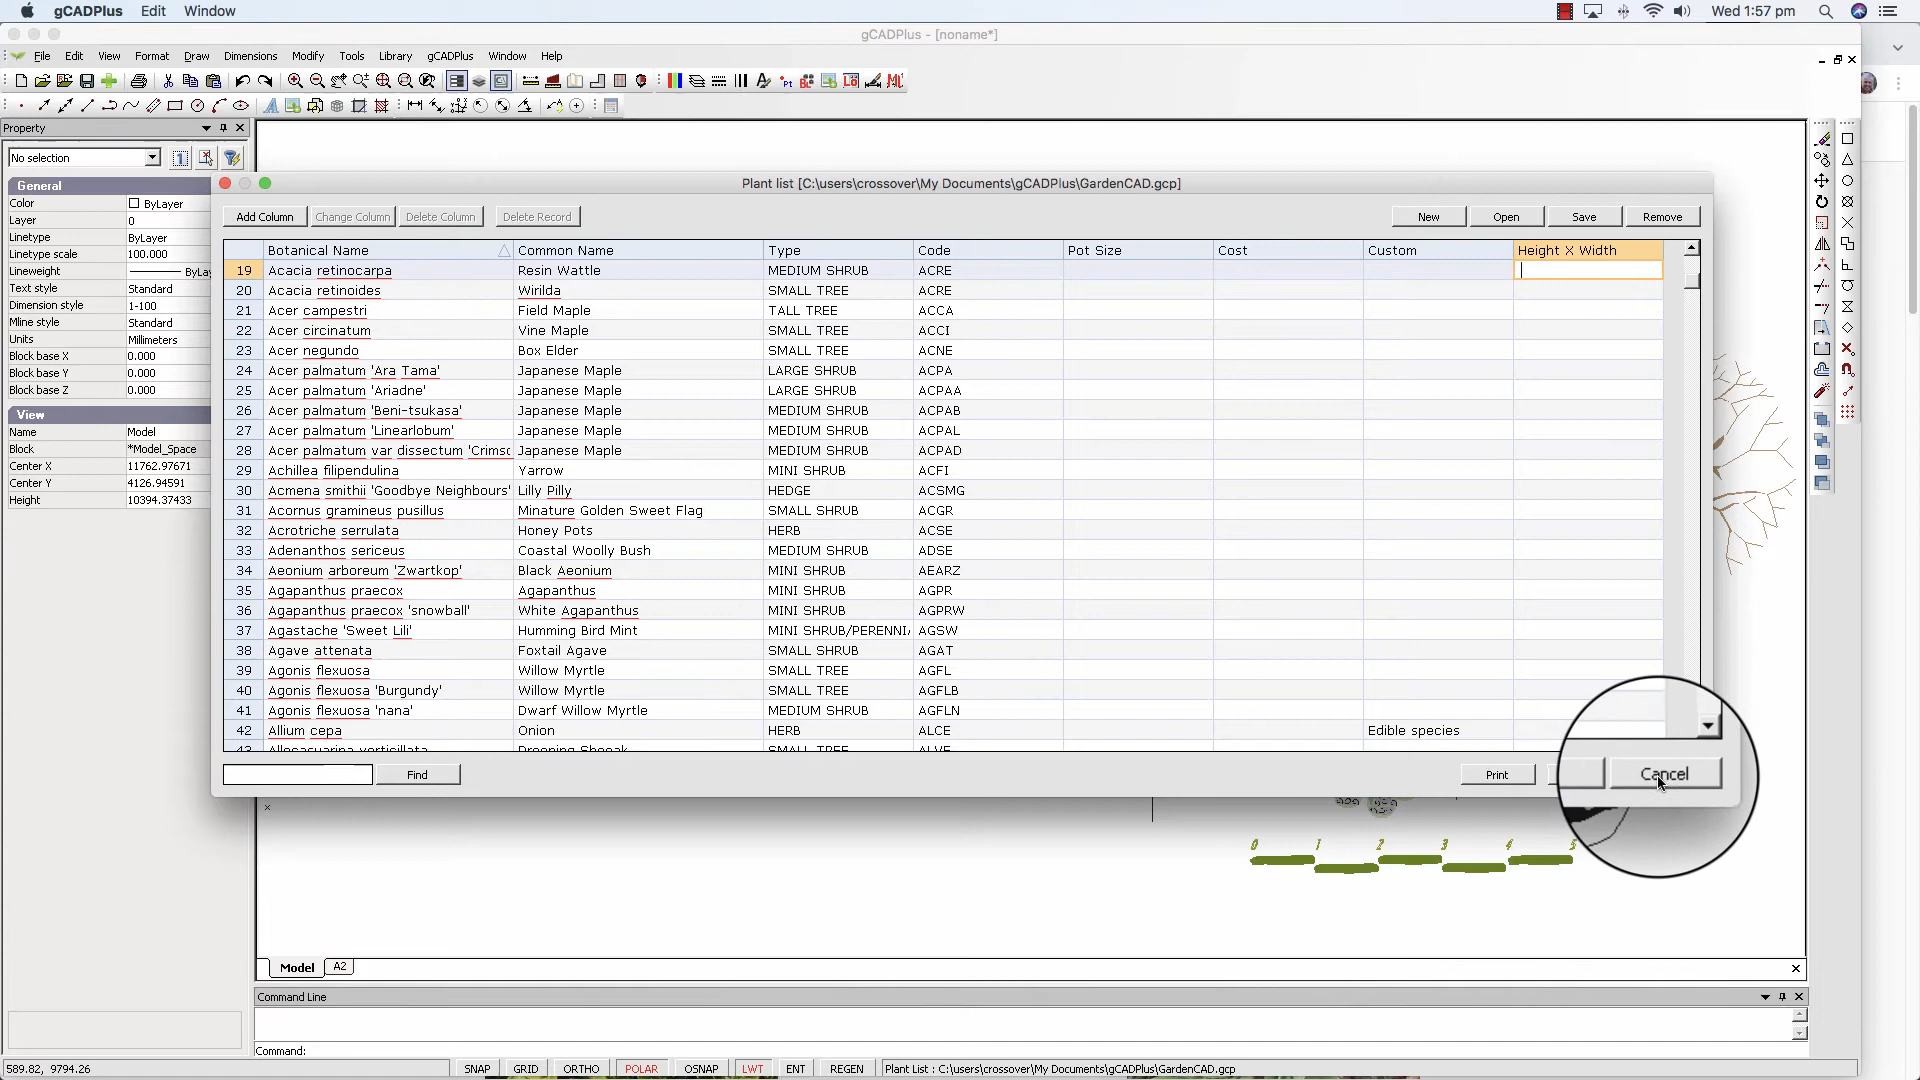 gCADPlus Edit Window Wed 1:57 pm
gCADPlus - [noname*]
File Edit View Format Draw Dimensions Modify Tools Library gCADPlus Window Help
Property
No selection
General
Color ByLayer
Layer 0
Linetype ByLayer
Linetype scale 100.000
Lineweight ByLay
Text style Standard
Dimension style 1-100
Mline style Standard
Units Millimeters
Block base X 0.000
Block base Y 0.000
Block base Z 0.000
View
Name Model
Block *Model_Space
Center X 11762.97671
Center Y 4126.94591
Height 10394.37433
Plant list [C:\users\crossover\My Documents\gCADPlus\GardenCAD.gcp]
Add Column Change Column Delete Column Delete Record New Open Save Remove
Botanical Name Common Name Type Code Pot Size Cost Custom Height X Width
19 Acacia retinocarpa Resin Wattle MEDIUM SHRUB ACRE
20 Acacia retinoides Wirilda SMALL TREE ACRE
21 Acer campestri Field Maple TALL TREE ACCA
22 Acer circinatum Vine Maple SMALL TREE ACCI
23 Acer negundo Box Elder SMALL TREE ACNE
24 Acer palmatum 'Ara Tama' Japanese Maple LARGE SHRUB ACPA
25 Acer palmatum 'Ariadne' Japanese Maple LARGE SHRUB ACPAA
26 Acer palmatum 'Beni-tsukasa' Japanese Maple MEDIUM SHRUB ACPAB
27 Acer palmatum 'Linearlobum' Japanese Maple MEDIUM SHRUB ACPAL
28 Acer palmatum var dissectum 'Crimsc Japanese Maple MEDIUM SHRUB ACPAD
29 Achillea filipendulina Yarrow MINI SHRUB ACFI
30 Acmena smithii 'Goodbye Neighbours' Lilly Pilly HEDGE ACSMG
31 Acornus gramineus pusillus Minature Golden Sweet Flag SMALL SHRUB ACGR
32 Acrotriche serrulata Honey Pots HERB ACSE
33 Adenanthos sericeus Coastal Woolly Bush MEDIUM SHRUB ADSE
34 Aeonium arboreum 'Zwartkop' Black Aeonium MINI SHRUB AEARZ
35 Agapanthus praecox Agapanthus MINI SHRUB AGPR
36 Agapanthus praecox 'snowball' White Agapanthus MINI SHRUB AGPRW
37 Agastache 'Sweet Lili' Humming Bird Mint MINI SHRUB/PERENNI AGSW
38 Agave attenata Foxtail Agave SMALL SHRUB AGAT
39 Agonis flexuosa Willow Myrtle SMALL TREE AGFL
40 Agonis flexuosa 'Burgundy' Willow Myrtle SMALL TREE AGFLB
41 Agonis flexuosa 'nana' Dwarf Willow Myrtle MEDIUM SHRUB AGFLN
42 Allium cepa Onion HERB ALCE Edible species
43 Allocasuarina verticillata Drooping Sheoak SMALL TREE ALVE
Find Print Cancel
0 1 2 3 4 5
Model A2
Command Line
Command:
589.82, 9794.26 SNAP GRID ORTHO POLAR OSNAP LWT ENT REGEN Plant List : C:\users\crossover\My Documents\gCADPlus\GardenCAD.gcp